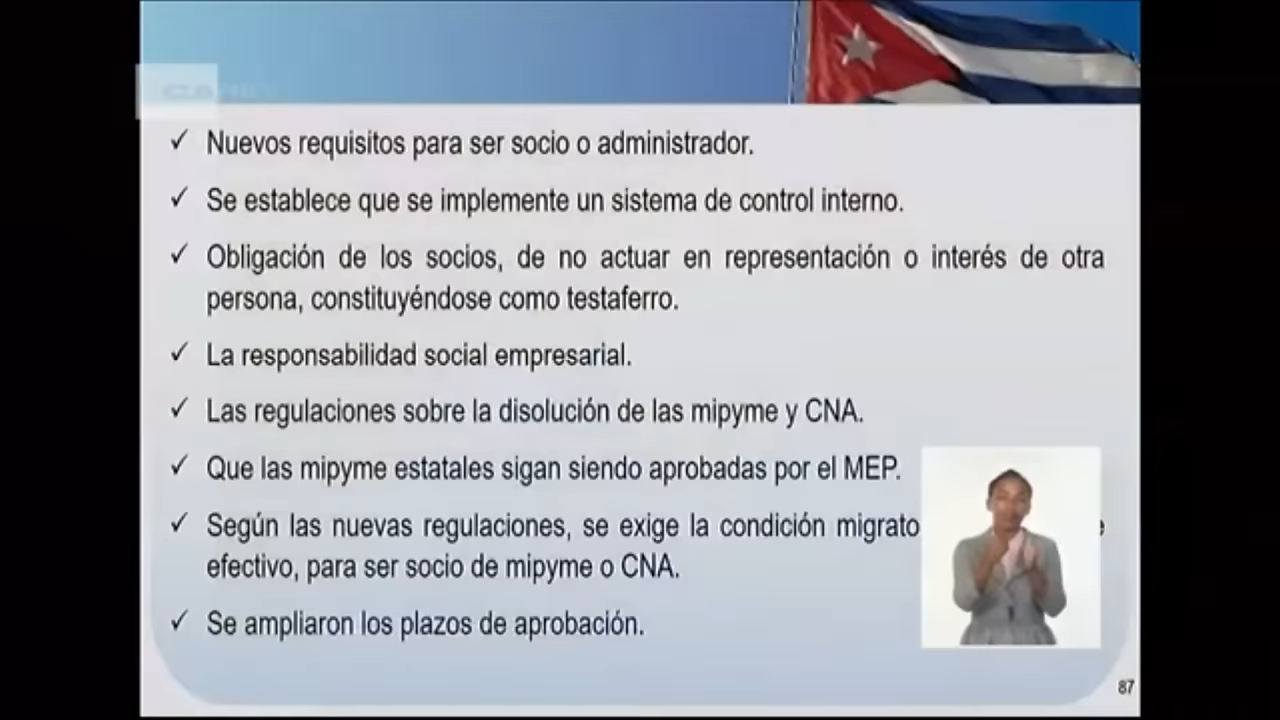 ✓ Nuevos requisitos para ser socio o administrador.
✓ Se establece que se implemente un sistema de control interno.
✓ Obligación de los socios, de no actuar en representación o interés de otra
persona, constituyéndose como testaferro.
✓ La responsabilidad social empresarial.
✓ Las regulaciones sobre la disolución de las mipyme y CNA.
✓ Que las mipyme estatales sigan siendo aprobadas por el MEP.
✓ Según las nuevas regulaciones, se exige la condición
efectivo, para ser socio de mipyme o CNA.
✓ Se ampliaron los plazos de aprobación.
87